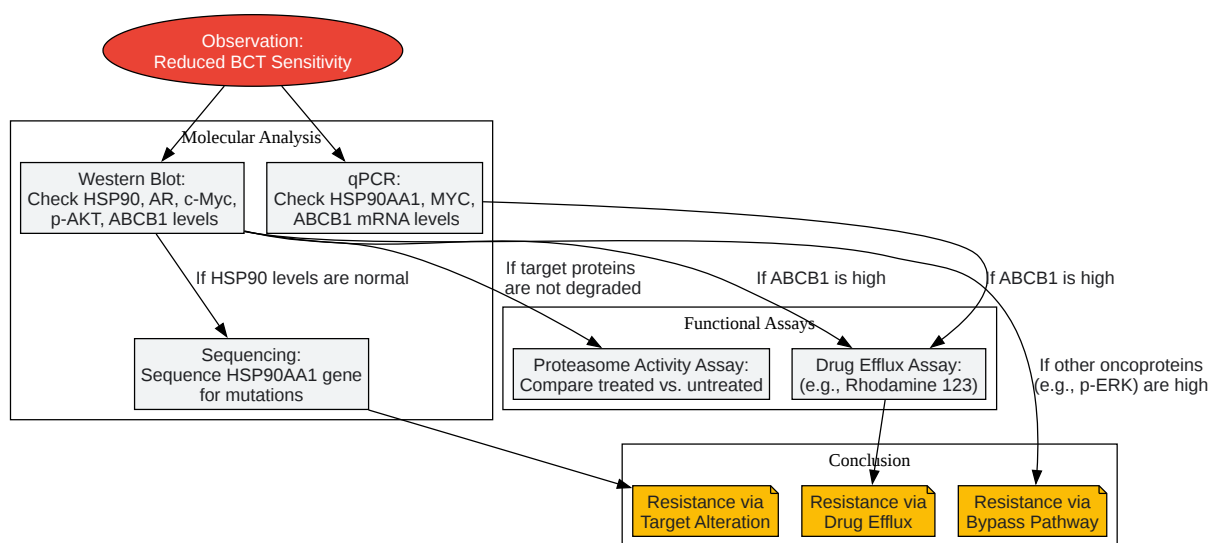 Observation:
Reduced BCT Sensitivity
Molecular Analysis
Western Blot:
Check HSP90, AR, c-Myc,
p-AKT, ABCB1 levels
qPCR:
Check HSP90AA1, MYC,
ABCB1 mRNA levels
If HSP90 levels are normal
If target proteins
are not degraded
If ABCB1 is high
If ABCB1 is high
Functional Assays
Sequencing:
Sequence HSP90AA1 gene
for mutations
Proteasome Activity Assay:
Compare treated vs. untreated
Drug Efflux Assay:
(e.g., Rhodamine 123)
If other oncoproteins
(e.g., p-ERK) are high
Conclusion
Resistance via
Target Alteration
Resistance via
Drug Efflux
Resistance via
Bypass Pathway